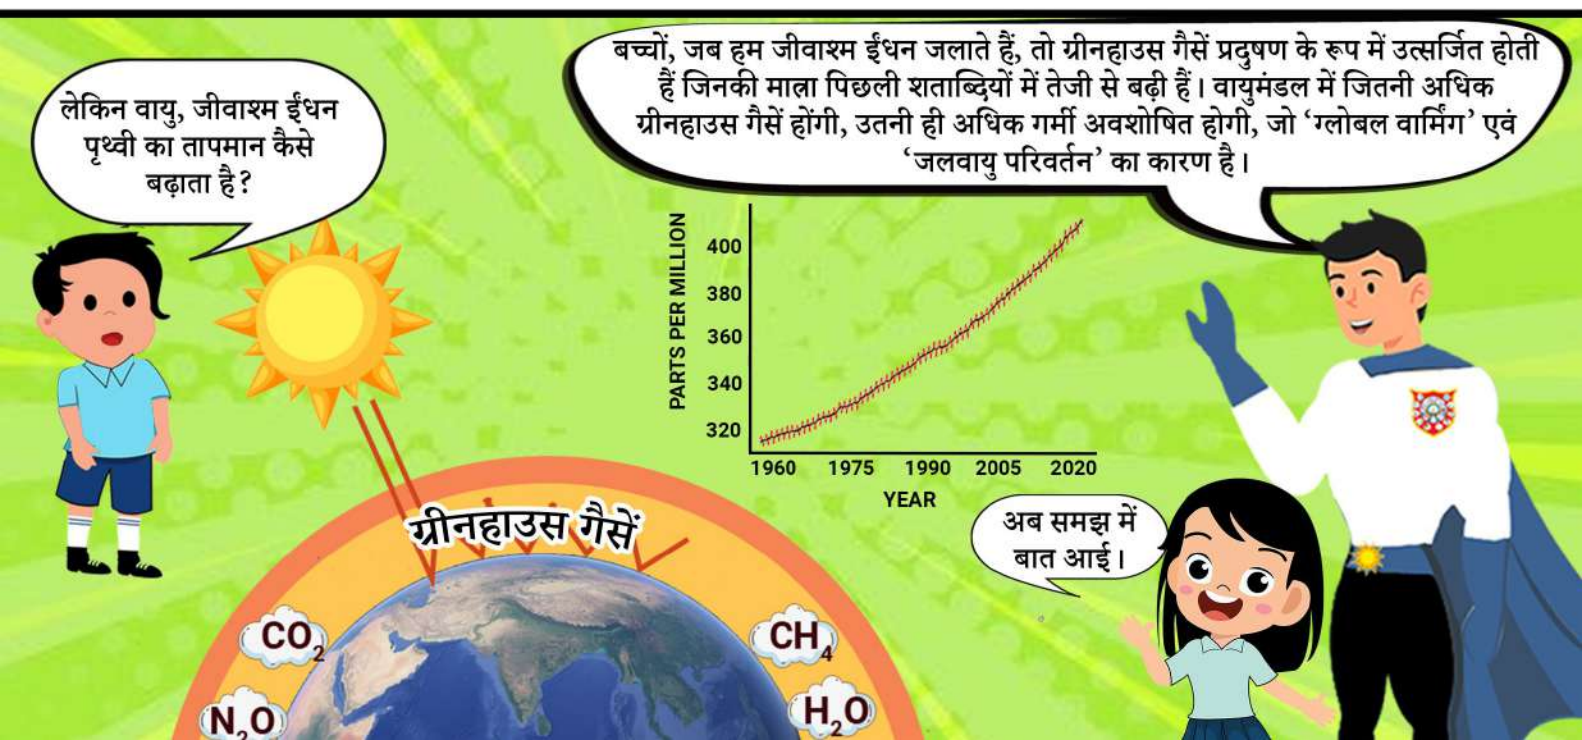 लेकिन वायु, जीवाश्म ईंधन
पृथ्वी का तापमान कैसे
बढ़ाता है?
बच्चों, जब हम जीवाश्म ईंधन जलाते हैं, तो ग्रीनहाउस गैसें प्रदुषण के रूप में उत्सर्जित होती
हैं जिनकी मात्रा पिछली शताब्दियों में तेजी से बढ़ी हैं। वायुमंडल में जितनी अधिक
ग्रीनहाउस गैसें होंगी, उतनी ही अधिक गर्मी अवशोषित होगी, जो ‘ग्लोबल वार्मिंग’ एवं
‘जलवायु परिवर्तन’ का कारण है।
PARTS PER MILLION
400
380
360
340
320
1960 1975 1990 2005 2020
YEAR
अब समझ में
बात आई।
ग्रीनहाउस गैसें
CO₂
CH₄
N₂O
H₂O